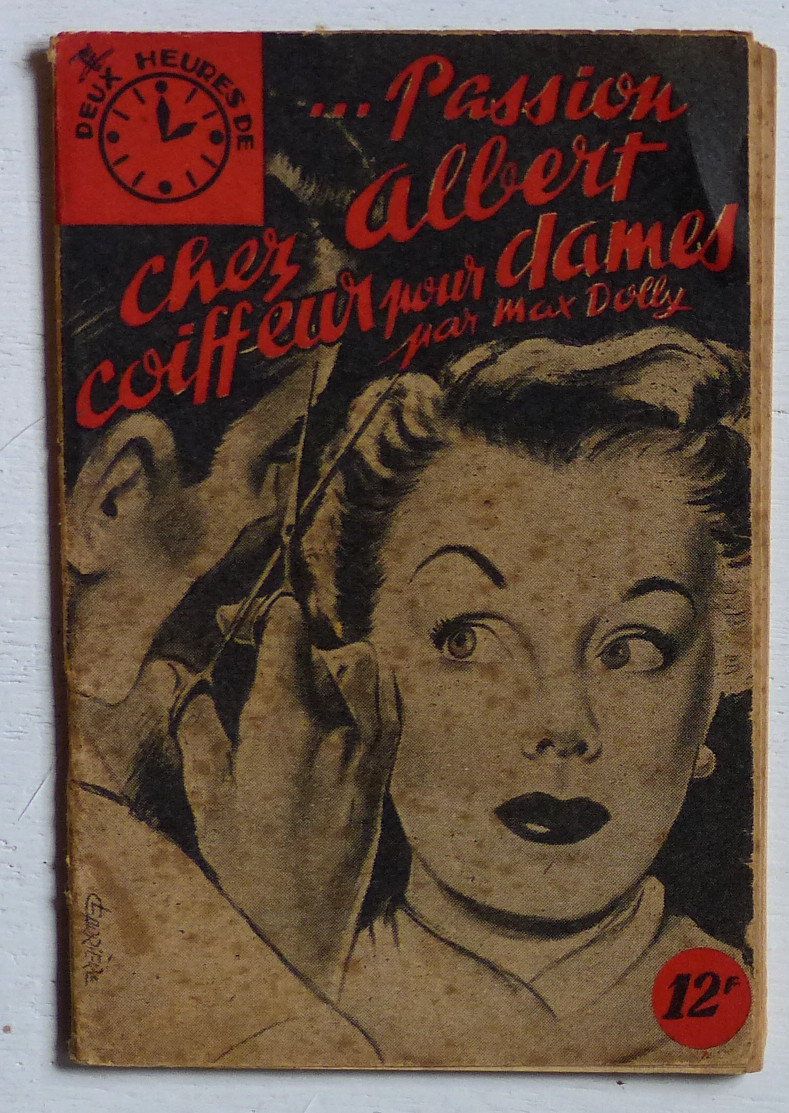 DEUX HEURES DE
... Passion
chez Albert
coiffeur pour dames
par Max Dolly
12F